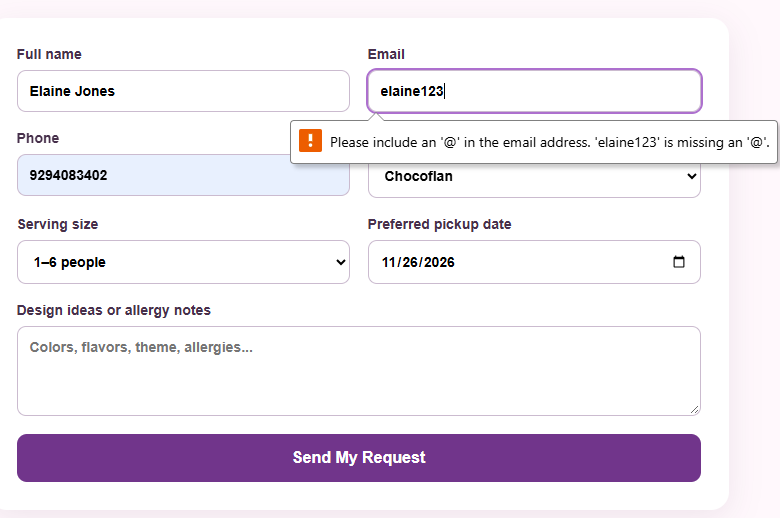 Full name
Elaine Jones
Email
elaine123
Please include an '@' in the email address. 'elaine123' is missing an '@'.
Phone
9294083402
Chocoflan
Serving size
1–6 people
Preferred pickup date
11/26/2026
Design ideas or allergy notes
Colors, flavors, theme, allergies...
Send My Request